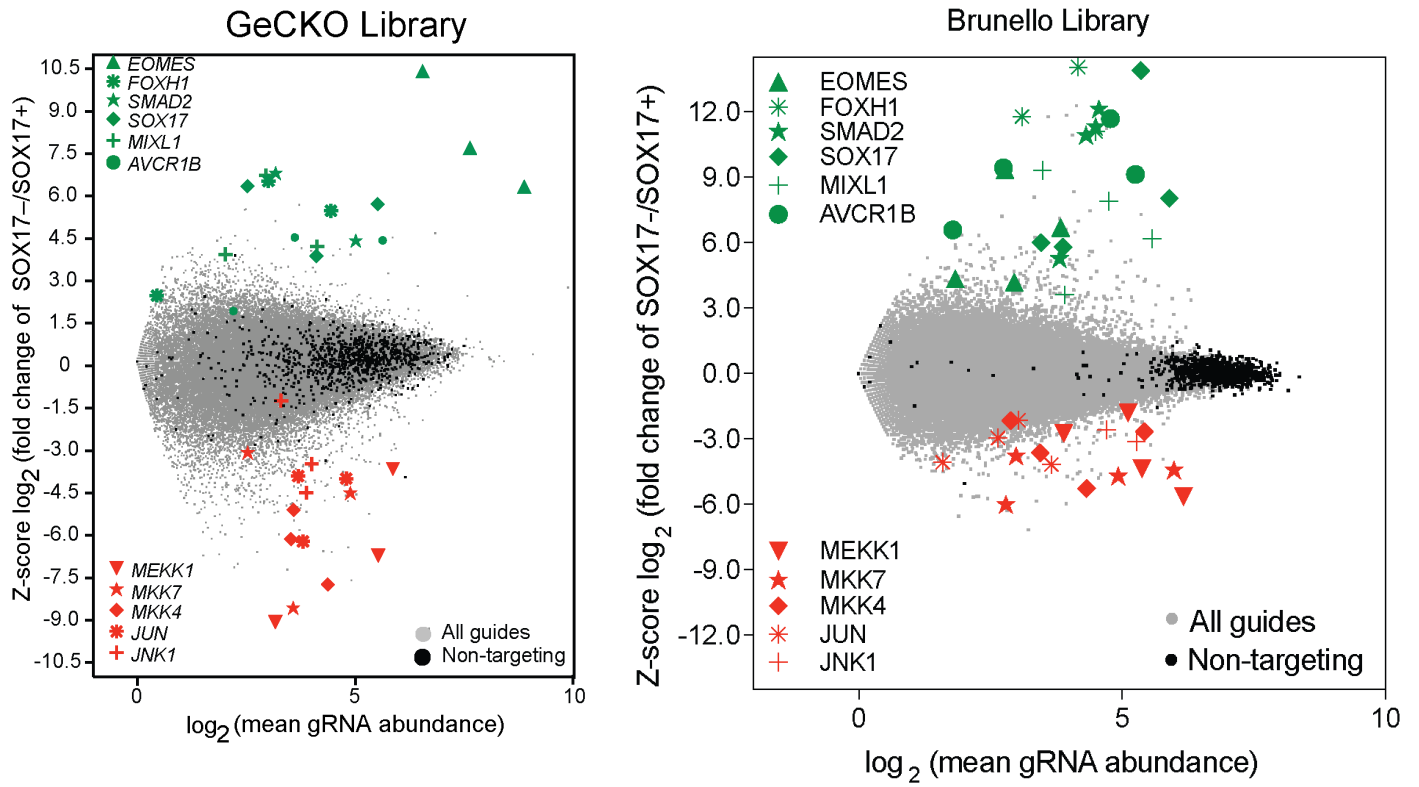 GeCKO Library
Z-score log2 (fold change of SOX17–/SOX17+)
10.5
9.0
7.5
6.0
4.5
3.0
1.5
0
-1.5
-3.0
-4.5
-6.0
-7.5
-9.0
-10.5
EOMES
FOXH1
SMAD2
SOX17
MIXL1
AVCR1B
MEKK1
MKK7
MKK4
JUN
JNK1
All guides
Non-targeting
0
5
10
log2 (mean gRNA abundance)
Brunello Library
Z-score log2 (fold change of SOX17-/SOX17+)
12.0
9.0
6.0
3.0
0.0
-3.0
-6.0
-9.0
-12.0
EOMES
FOXH1
SMAD2
SOX17
MIXL1
AVCR1B
MEKK1
MKK7
MKK4
JUN
JNK1
All guides
Non-targeting
0
5
10
log2 (mean gRNA abundance)